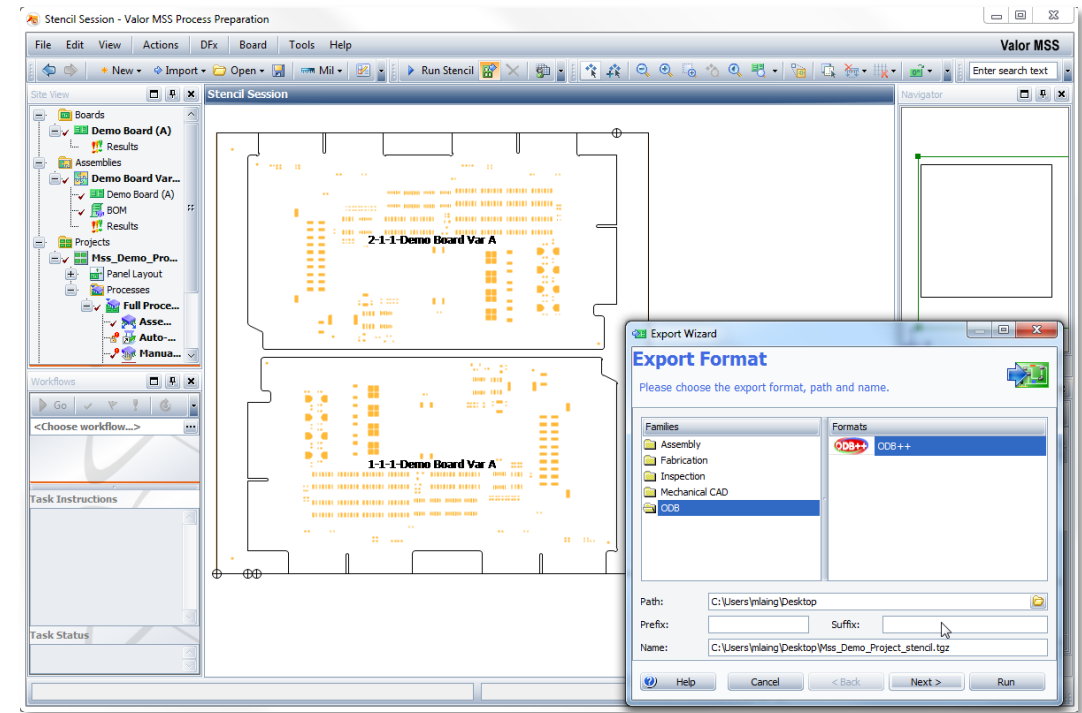 Stencil Session - Valor MSS Process Preparation
File Edit View Actions DFx Board Tools Help Valor MSS
New Import Open Mil Run Stencil Enter search text
Site View
Boards
Demo Board (A)
Results
Assemblies
Demo Board Var...
Demo Board (A)
BOM
Results
Projects
Mss_Demo_Pro...
Panel Layout
Processes
Full Proce...
Asse...
Auto-...
Manua...
Workflows
Go
<Choose workflow...>
Task Instructions
Task Status
Stencil Session
2-1-1-Demo Board Var A
1-1-1-Demo Board Var A
Navigator
Export Wizard
Export Format
Please choose the export format, path and name.
Families
Assembly
Fabrication
Inspection
Mechanical CAD
ODB
Formats
ODB++ ODB++
Path: C:\Users\mlaing\Desktop
Prefix: Suffix:
Name: C:\Users\mlaing\Desktop\Mss_Demo_Project_stencil.tgz
Help Cancel < Back Next > Run